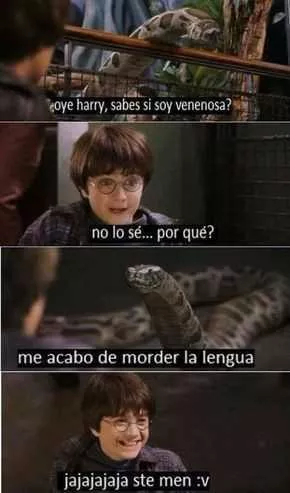 oye harry, sabes si soy venenosa?
no lo sé... por qué?
me acabo de morder la lengua
jajajajaja ste men :v